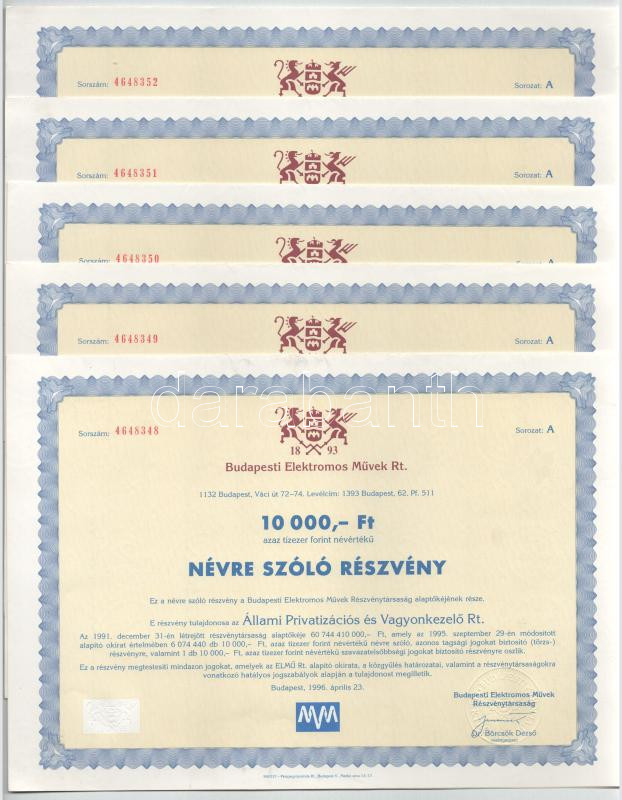 Sorszám: 4648352 Sorozat: A
Sorszám: 4648351 Sorozat: A
Sorszám: 4648350 Sorozat: A
Sorszám: 4648349 Sorozat: A
darabanth
Sorszám: 4648348 Sorozat: A
18 93
Budapesti Elektromos Művek Rt.
1132 Budapest, Váci út 72–74. Levélcím: 1393 Budapest, 62. Pf. 511
10 000,– Ft
azaz tízezer forint névértékű
NÉVRE SZÓLÓ RÉSZVÉNY
Ez a névre szóló részvény a Budapesti Elektromos Művek Részvénytársaság alaptőkéjének része.
E részvény tulajdonosa az Állami Privatizációs és Vagyonkezelő Rt.
Az 1991. december 31-én létrejött részvénytársaság alaptőkéje 60 744 410 000,– Ft, amely az 1995. szeptember 29-én módosított
alapító okirat értelmében 6 074 440 db 10 000,– Ft, azaz tízezer forint névértékű névre szóló, azonos tagsági jogokat biztosító (törzs-)
részvényre, valamint 1 db 10 000,– Ft, azaz tízezer forint névértékű szavazatelsőbbségi jogokat biztosító részvényre oszlik.
Ez a részvény megtestesíti mindazon jogokat, amelyek az ELMŰ Rt. alapító okirata, a közgyűlés határozatai, valamint a részvénytársaságokra
vonatkozó hatályos jogszabályok alapján a tulajdonost megilletik.
Budapest, 1996. április 23.
Budapesti Elektromos Művek
Részvénytársaság
MVM
Dr. Börcsök Dezső